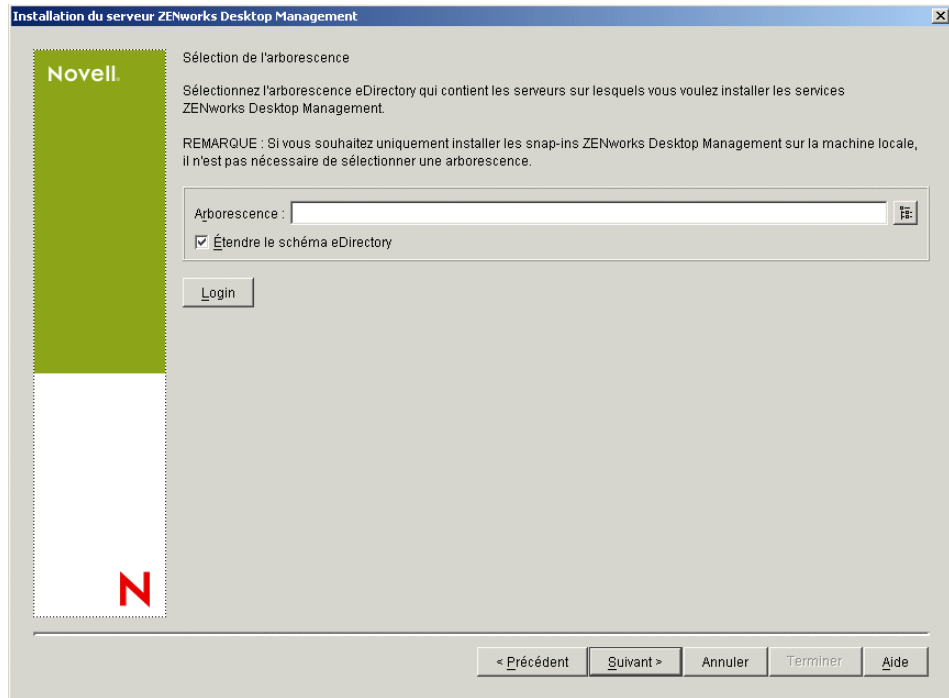 Installation du serveur ZENworks Desktop Management
Novell.
Sélection de l'arborescence
Sélectionnez l'arborescence eDirectory qui contient les serveurs sur lesquels vous voulez installer les services
ZENworks Desktop Management.
REMARQUE : Si vous souhaitez uniquement installer les snap-ins ZENworks Desktop Management sur la machine locale,
il n'est pas nécessaire de sélectionner une arborescence.
Arborescence :
Étendre le schéma eDirectory
Login
N
< Précédent
Suivant >
Annuler
Terminer
Aide